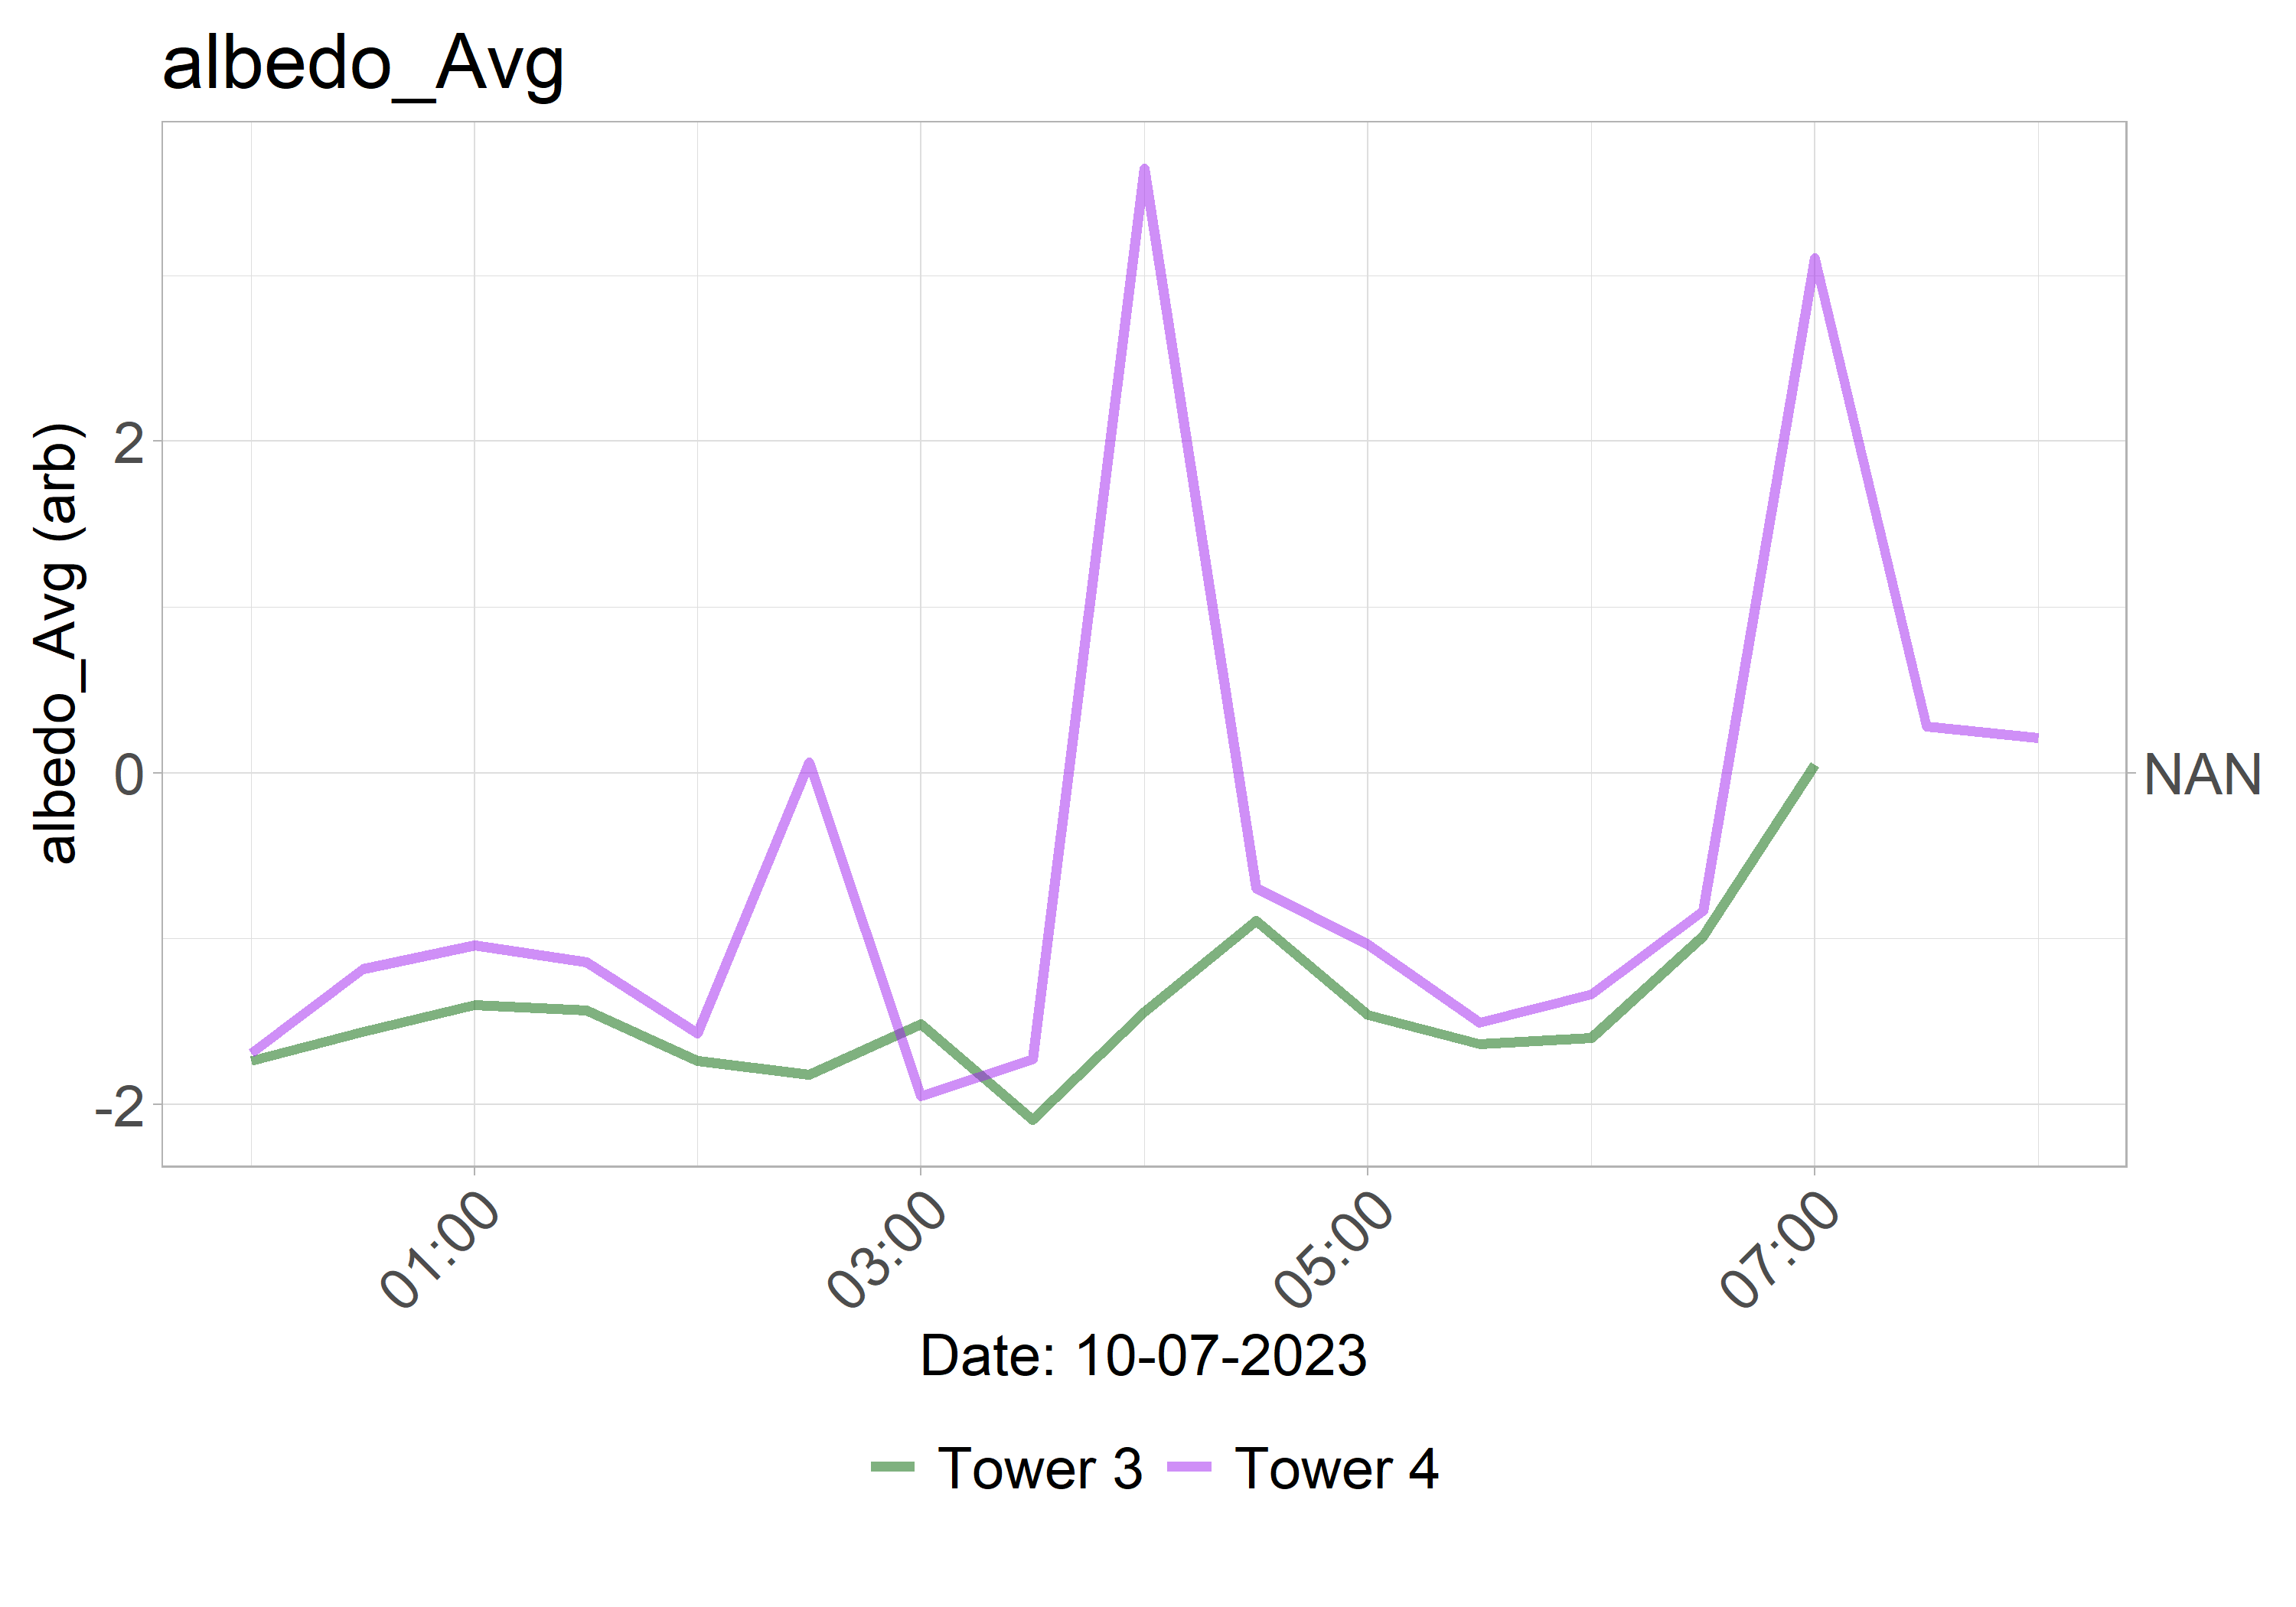 albedo_Avg
albedo_Avg (arb)
2
0
-2
NAN
01:00
03:00
05:00
07:00
Date: 10-07-2023
Tower 3
Tower 4